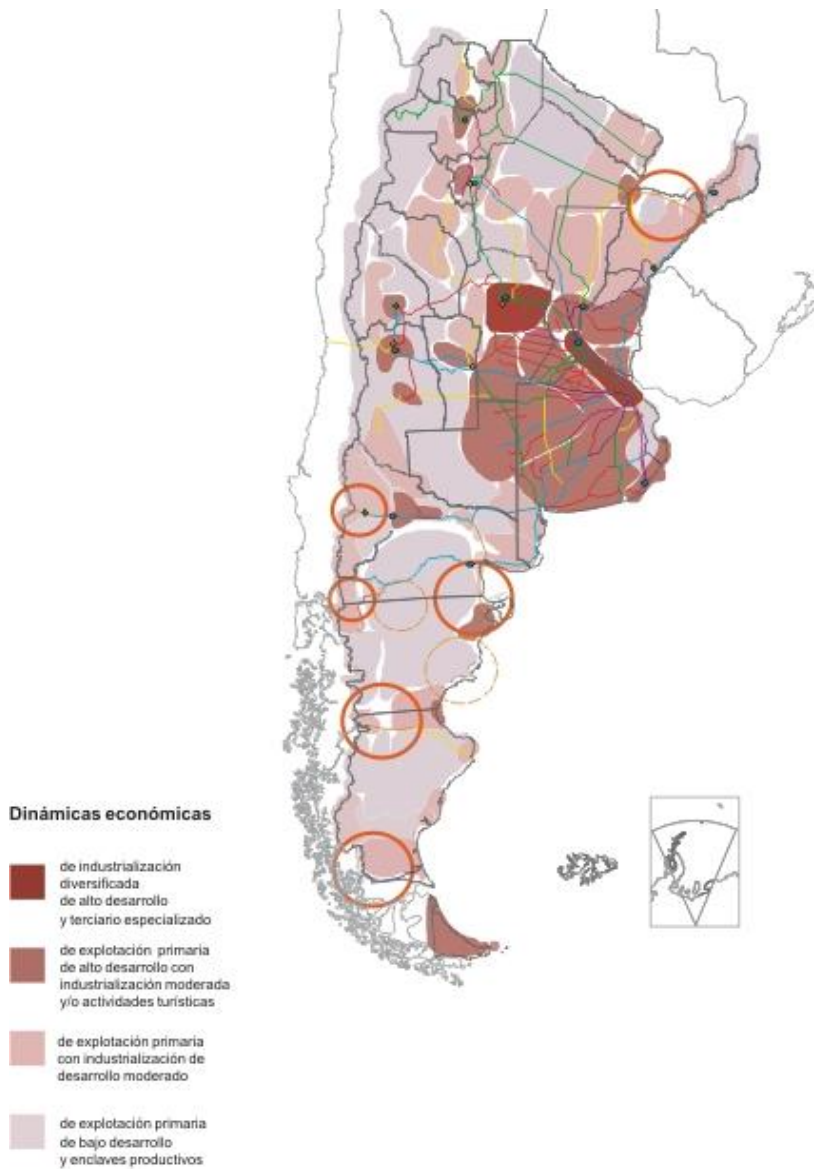 Dinámicas económicas
de industrialización
diversificada
de alto desarrollo
y terciario especializado
de explotación primaria
de alto desarrollo con
industrialización moderada
y/o actividades turísticas
de explotación primaria
con industrialización de
desarrollo moderado
de explotación primaria
de bajo desarrollo
y enclaves productivos